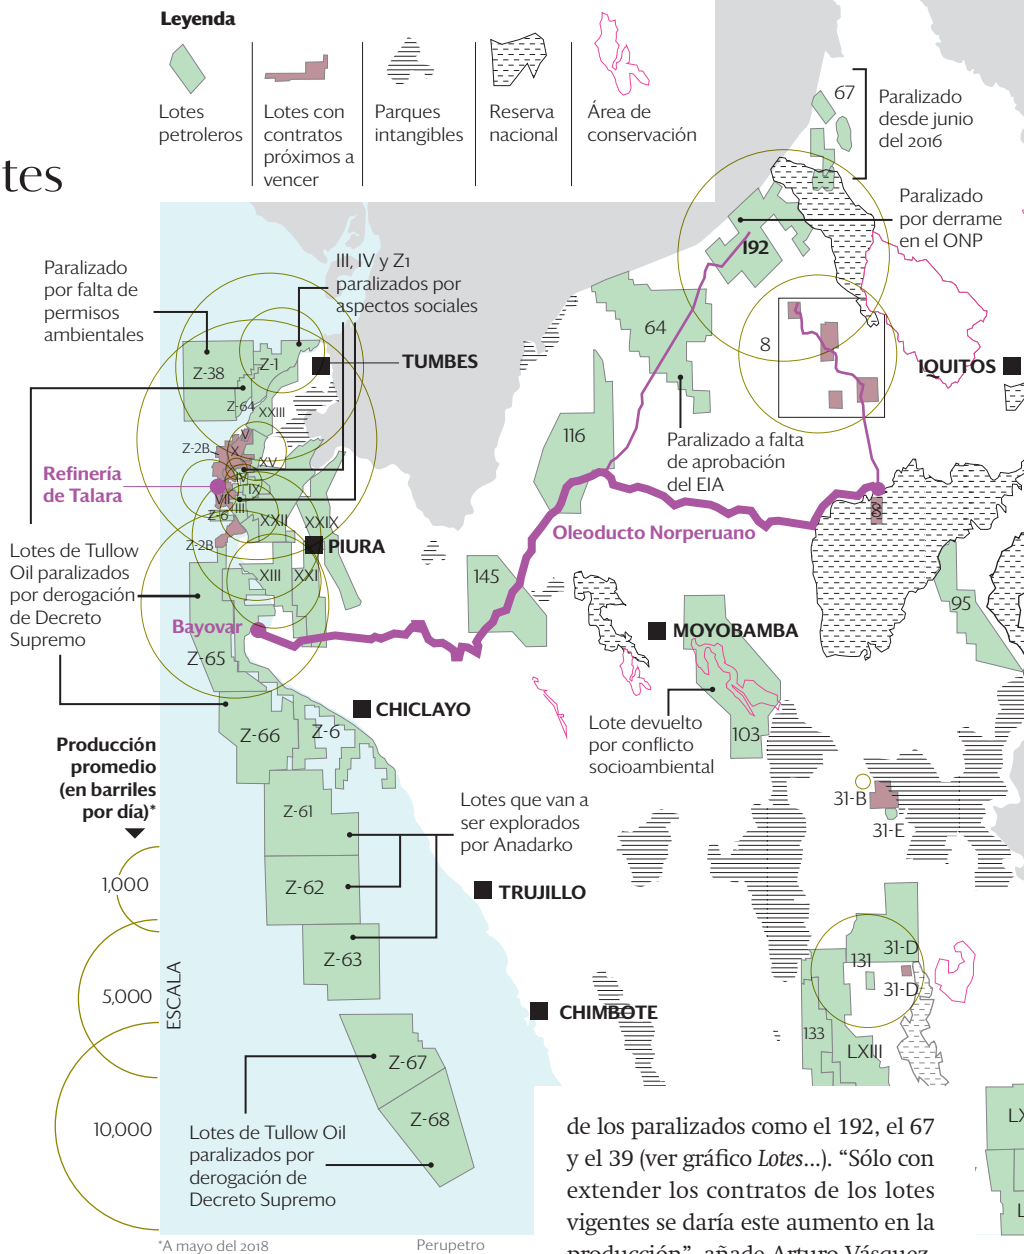 tes
Leyenda
Lotes
petroleros
Lotes con
contratos
próximos a
vencer
Parques
intangibles
Reserva
nacional
Área de
conservación
67
Paralizado
desde junio
del 2016
Paralizado
por derrame
en el ONP
192
Paralizado
por falta de
permisos
ambientales
III, IV y Z1
paralizados por
aspectos sociales
Z-38
Z-1
TUMBES
64
8
IQUITOS
Z-64
XXIII
116
Paralizado a falta
de aprobación
del EIA
Z-2B
V
X
XV
Refinería
de Talara
IV
IX
VII
III
Z-6
XXII
XXIX
8
Oleoducto Norperuano
Z-2B
PIURA
Lotes de Tullow
Oil paralizados
por derogación
de Decreto
Supremo
XIII
XXI
145
95
Bayovar
MOYOBAMBA
Z-65
CHICLAYO
Z-66
Z-6
Lote devuelto
por conflicto
socioambiental
103
Producción
promedio
(en barriles
por día)*
Z-61
Lotes que van a
ser explorados
por Anadarko
31-B
31-E
1,000
Z-62
TRUJILLO
Z-63
31-D
131
31-D
5,000
ESCALA
CHIMBOTE
133
LXIII
Z-67
Z-68
10,000
Lotes de Tullow Oil
paralizados por
derogación de
Decreto Supremo
*A mayo del 2018
Perupetro
de los paralizados como el 192, el 67
y el 39 (ver gráfico Lotes...). “Sólo con
extender los contratos de los lotes
vigentes se daría este aumento en la
producción”, añade Arturo Vásquez,